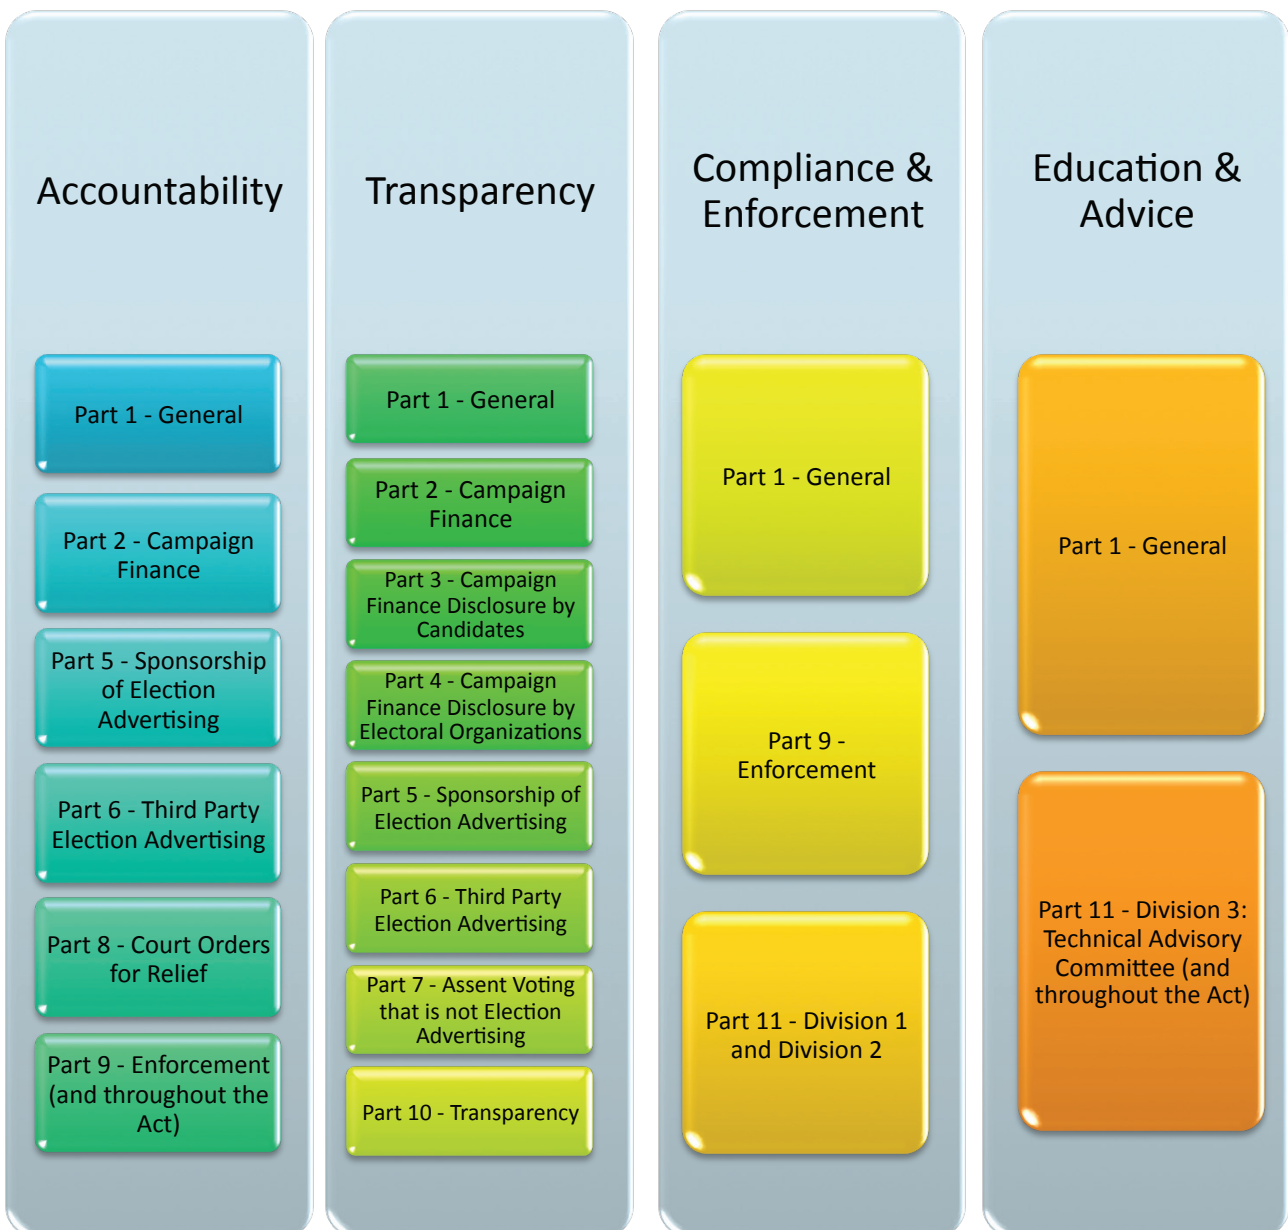 Accountability
Part 1 - General
Part 2 - Campaign
Finance
Part 5 - Sponsorship
of Election
Advertising
Part 6 - Third Party
Election Advertising
Part 8 - Court Orders
for Relief
Part 9 - Enforcement
(and throughout the
Act)
Transparency
Part 1 - General
Part 2 - Campaign
Finance
Part 3 - Campaign
Finance Disclosure by
Candidates
Part 4 - Campaign
Finance Disclosure by
Electoral Organizations
Part 5 - Sponsorship of
Election Advertising
Part 6 - Third Party
Election Advertising
Part 7 - Assent Voting
that is not Election
Advertising
Part 10 - Transparency
Compliance &
Enforcement
Part 1 - General
Part 9 -
Enforcement
Part 11 - Division 1
and Division 2
Education &
Advice
Part 1 - General
Part 11 - Division 3:
Technical Advisory
Committee (and
throughout the Act)